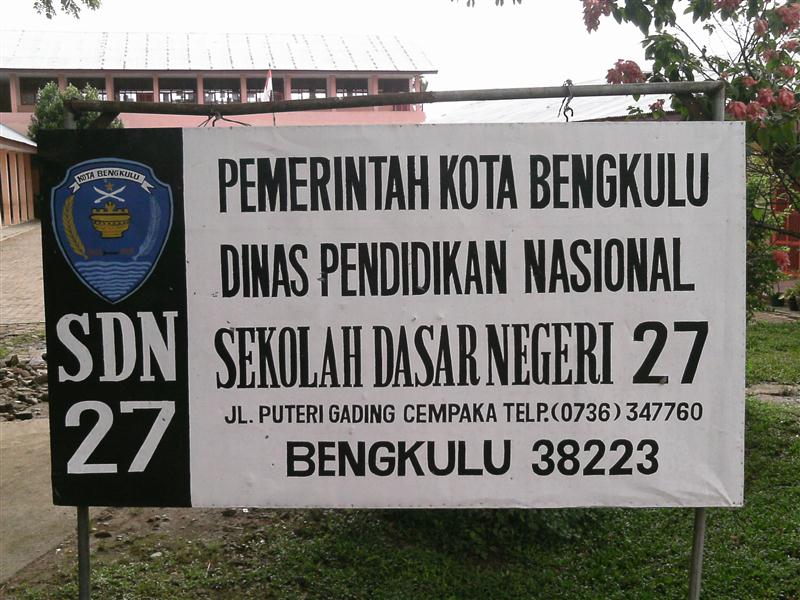 KOTA BENGKULU
SDN
27
PEMERINTAH KOTA BENGKULU
DINAS PENDIDIKAN NASIONAL
SEKOLAH DASAR NEGERI 27
JL. PUTERI GADING CEMPAKA TELP.(0736) 347760
BENGKULU 38223